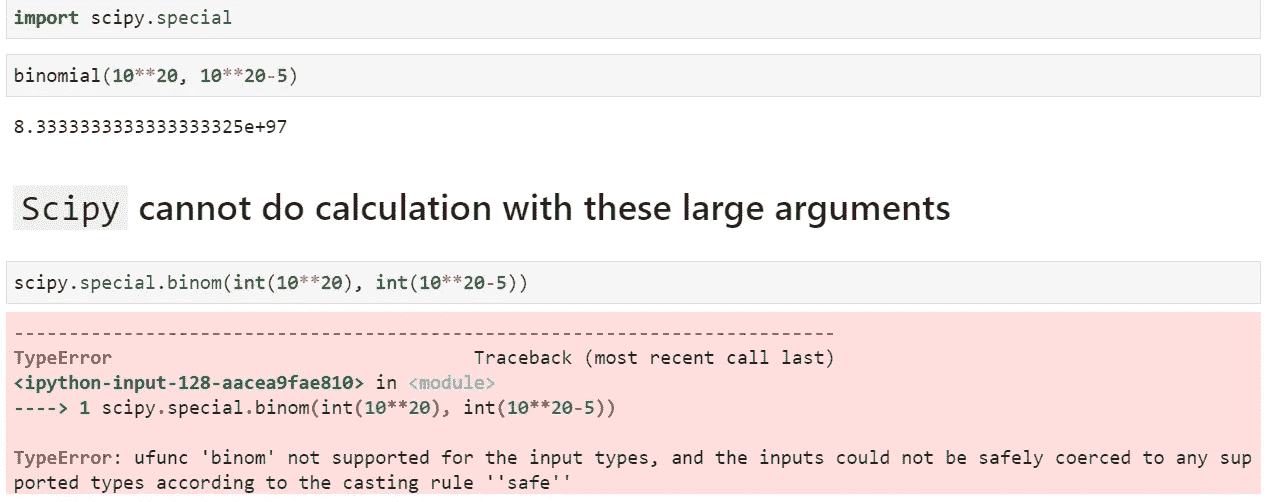 import scipy.special
binomial(10**20, 10**20-5)
8.3333333333333333325e+97
Scipy cannot do calculation with these large arguments
scipy.special.binom(int(10**20), int(10**20-5))
---------------------------------------------------------------------------
TypeError                                 Traceback (most recent call last)
<ipython-input-128-aacea9fae810> in <module>
----> 1 scipy.special.binom(int(10**20), int(10**20-5))
TypeError: ufunc 'binom' not supported for the input types, and the inputs could not be safely coerced to any sup
ported types according to the casting rule ''safe''